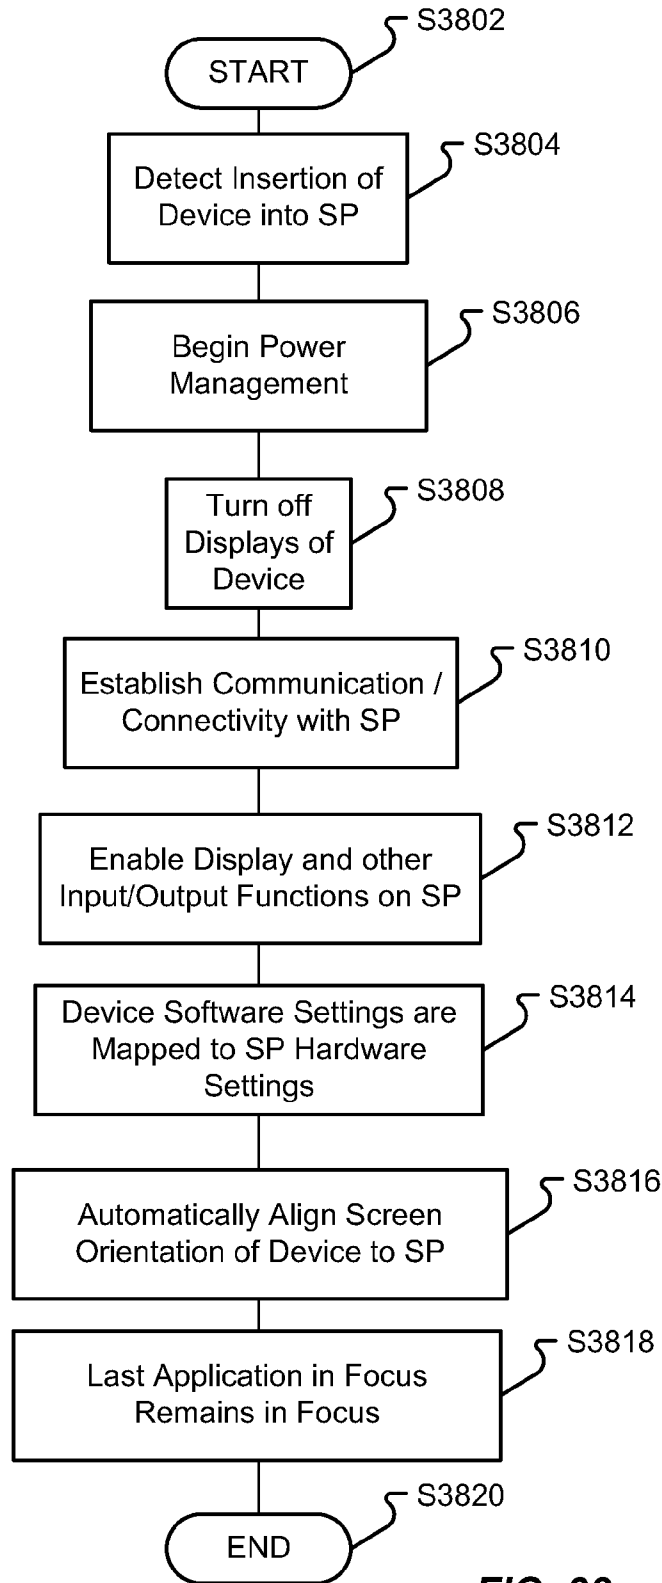 S3802
START
S3804
Detect Insertion of
Device into SP
S3806
Begin Power
Management
S3808
Turn off
Displays of
Device
S3810
Establish Communication /
Connectivity with SP
S3812
Enable Display and other
Input/Output Functions on SP
S3814
Device Software Settings are
Mapped to SP Hardware
Settings
S3816
Automatically Align Screen
Orientation of Device to SP
S3818
Last Application in Focus
Remains in Focus
S3820
END